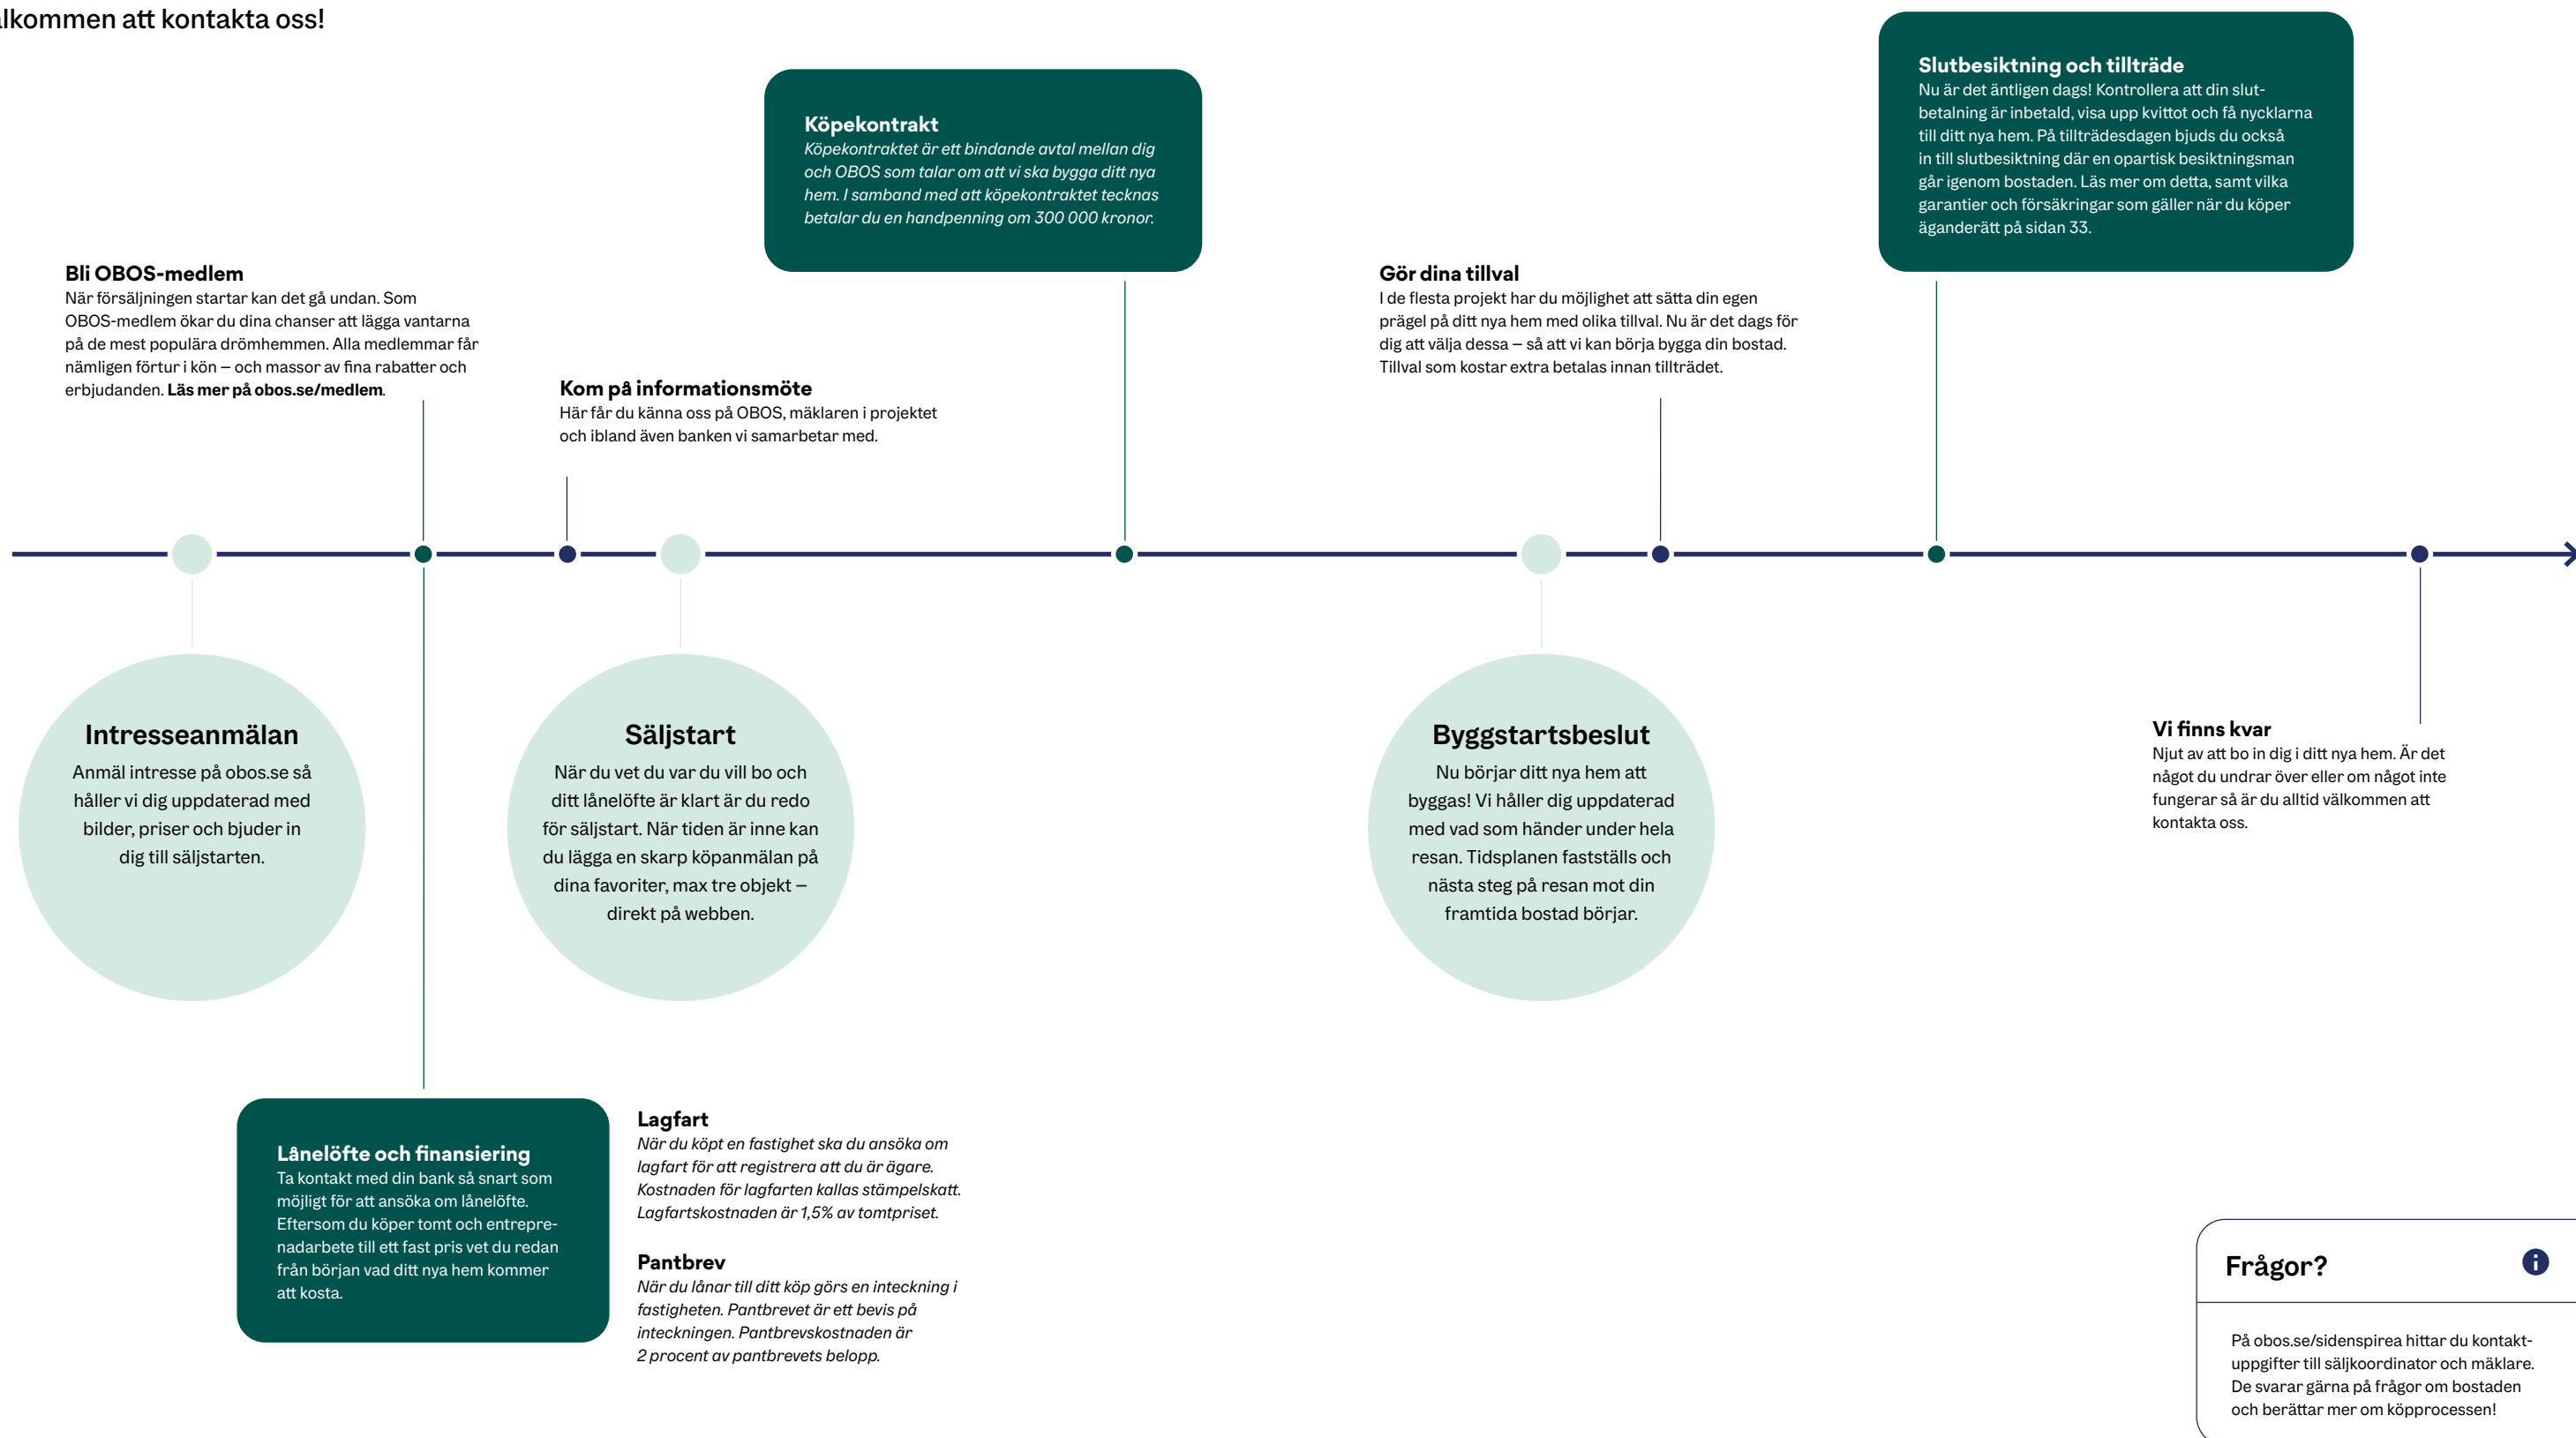 lkommen att kontakta oss!
Slutbesiktning och tillträde
Nu är det äntligen dags! Kontrollera att din slut-
betalning är inbetald, visa upp kvittot och få nycklarna
till ditt nya hem. På tillträdesdagen bjuds du också
in till slutbesiktning där en opartisk besiktningsman
går igenom bostaden. Läs mer om detta, samt vilka
garantier och försäkringar som gäller när du köper
äganderätt på sidan 33.
Köpekontrakt
Köpekontraktet är ett bindande avtal mellan dig
och OBOS som talar om att vi ska bygga ditt nya
hem. I samband med att köpekontraktet tecknas
betalar du en handpenning om 300 000 kronor.
Bli OBOS-medlem
När försäljningen startar kan det gå undan. Som
OBOS-medlem ökar du dina chanser att lägga vantarna
på de mest populära drömhemmen. Alla medlemmar får
nämligen förtur i kön – och massor av fina rabatter och
erbjudanden. Läs mer på obos.se/medlem.
Kom på informationsmöte
Här får du känna oss på OBOS, mäklaren i projektet
och ibland även banken vi samarbetar med.
Gör dina tillval
I de flesta projekt har du möjlighet att sätta din egen
prägel på ditt nya hem med olika tillval. Nu är det dags för
dig att välja dessa – så att vi kan börja bygga din bostad.
Tillval som kostar extra betalas innan tillträdet.
Intresseanmälan
Anmäl intresse på obos.se så
håller vi dig uppdaterad med
bilder, priser och bjuder in
dig till säljstarten.
Säljstart
När du vet du var du vill bo och
ditt lånelöfte är klart är du redo
för säljstart. När tiden är inne kan
du lägga en skarp köpanmälan på
dina favoriter, max tre objekt –
direkt på webben.
Byggstartsbeslut
Nu börjar ditt nya hem att
byggas! Vi håller dig uppdaterad
med vad som händer under hela
resan. Tidsplanen fastställs och
nästa steg på resan mot din
framtida bostad börjar.
Vi finns kvar
Njut av att bo in dig i ditt nya hem. Är det
något du undrar över eller om något inte
fungerar så är du alltid välkommen att
kontakta oss.
Lånelöfte och finansiering
Ta kontakt med din bank så snart som
möjligt för att ansöka om lånelöfte.
Eftersom du köper tomt och entrepre-
nadarbete till ett fast pris vet du redan
från början vad ditt nya hem kommer
att kosta.
Lagfart
När du köpt en fastighet ska du ansöka om
lagfart för att registrera att du är ägare.
Kostnaden för lagfarten kallas stämpelskatt.
Lagfartskostnaden är 1,5% av tomtpriset.
Pantbrev
När du lånar till ditt köp görs en inteckning i
fastigheten. Pantbrevet är ett bevis på
inteckningen. Pantbrevskostnaden är
2 procent av pantbrevets belopp.
Frågor?
På obos.se/sidenspirea hittar du kontakt-
uppgifter till säljkoordinator och mäklare.
De svarar gärna på frågor om bostaden
och berättar mer om köpprocessen!